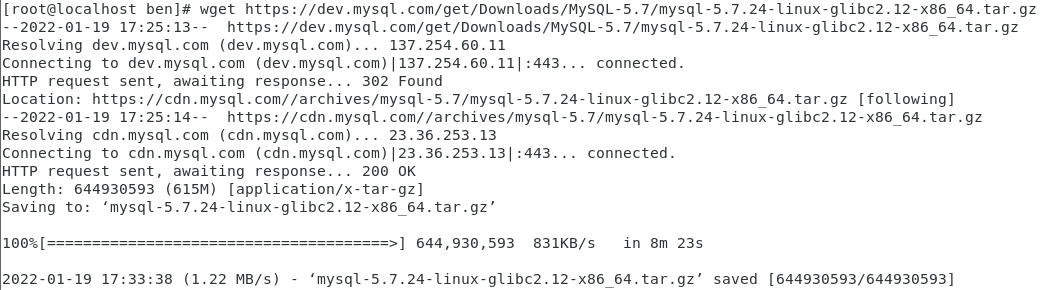 [root@localhost ben]# wget https://dev.mysql.com/get/Downloads/MySQL-5.7/mysql-5.7.24-linux-glibc2.12-x86_64.tar.gz
--2022-01-19 17:25:13--  https://dev.mysql.com/get/Downloads/MySQL-5.7/mysql-5.7.24-linux-glibc2.12-x86_64.tar.gz
Resolving dev.mysql.com (dev.mysql.com)... 137.254.60.11
Connecting to dev.mysql.com (dev.mysql.com)|137.254.60.11|:443... connected.
HTTP request sent, awaiting response... 302 Found
Location: https://cdn.mysql.com//archives/mysql-5.7/mysql-5.7.24-linux-glibc2.12-x86_64.tar.gz [following]
--2022-01-19 17:25:14--  https://cdn.mysql.com//archives/mysql-5.7/mysql-5.7.24-linux-glibc2.12-x86_64.tar.gz
Resolving cdn.mysql.com (cdn.mysql.com)... 23.36.253.13
Connecting to cdn.mysql.com (cdn.mysql.com)|23.36.253.13|:443... connected.
HTTP request sent, awaiting response... 200 OK
Length: 644930593 (615M) [application/x-tar-gz]
Saving to: ‘mysql-5.7.24-linux-glibc2.12-x86_64.tar.gz’
100%[======================================>] 644,930,593  831KB/s   in 8m 23s
2022-01-19 17:33:38 (1.22 MB/s) - ‘mysql-5.7.24-linux-glibc2.12-x86_64.tar.gz’ saved [644930593/644930593]